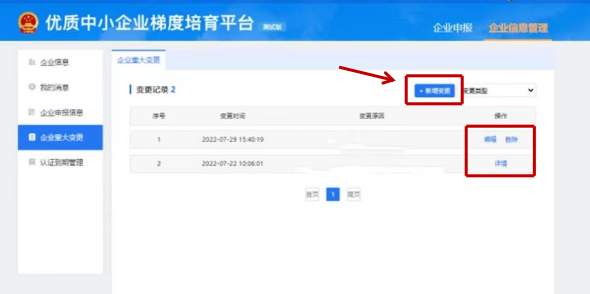 优质中小企业梯度培育平台 测试版
企业申报 企业信息管理
企业信息
我的消息
企业申报信息
企业重大变更
认证到期管理
企业重大变更
变更记录 2
+ 新增变更 变更类型
序号 变更时间 变更原因 操作
1 2022-07-29 15:40:19 编辑 删除
2 2022-07-22 10:06:01 详情
首页 1 尾页